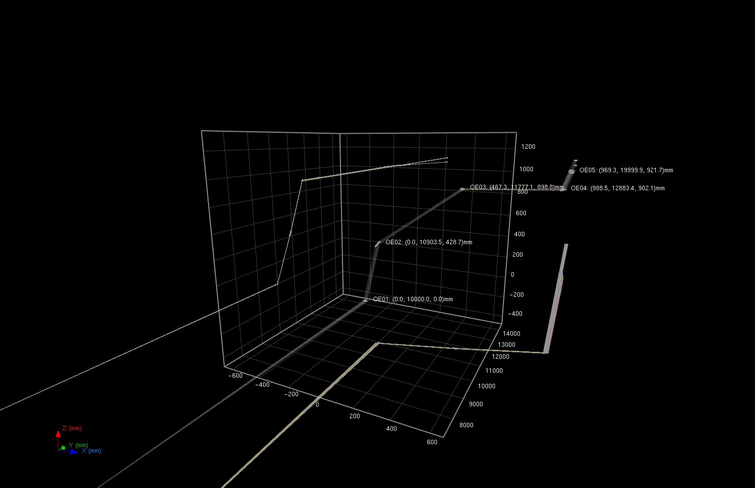 1200
1000
OE05: (969.3, 19999.9, 921.7)mm
OE03: (467.3, 11777.1, 898.8)mm
OE04: (988.5, 12883.4, 902.1)mm
800
600
400
OE02: (0.0, 10903.5, 428.7)mm
200
0
-200
OE01: (0.0, 10000.0, 0.0)mm
-400
14000
13000
12000
11000
10000
9000
8000
-600
-400
-200
0
200
400
600
Z (mm)
Y (mm)
X (mm)